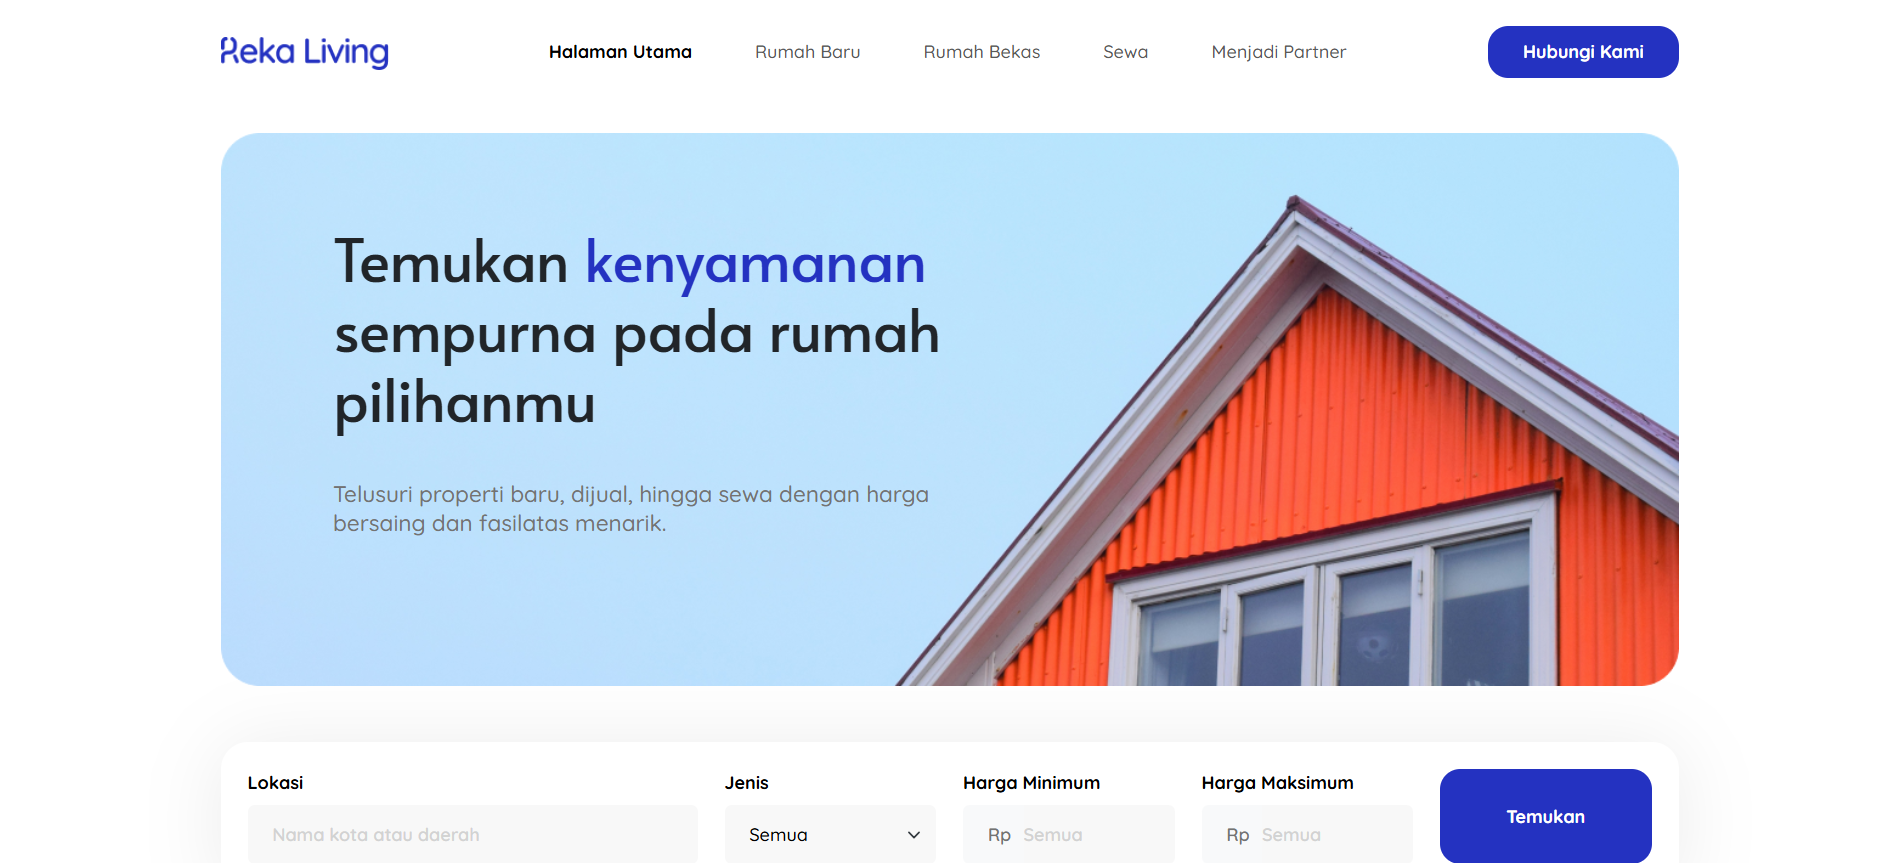 Reka Living
Halaman Utama
Rumah Baru
Rumah Bekas
Sewa
Menjadi Partner
Hubungi Kami
Temukan kenyamanan
sempurna pada rumah
pilihanmu
Telusuri properti baru, dijual, hingga sewa dengan harga
bersaing dan fasilatas menarik.
Lokasi
Nama kota atau daerah
Jenis
Semua
Harga Minimum
Rp Semua
Harga Maksimum
Rp Semua
Temukan